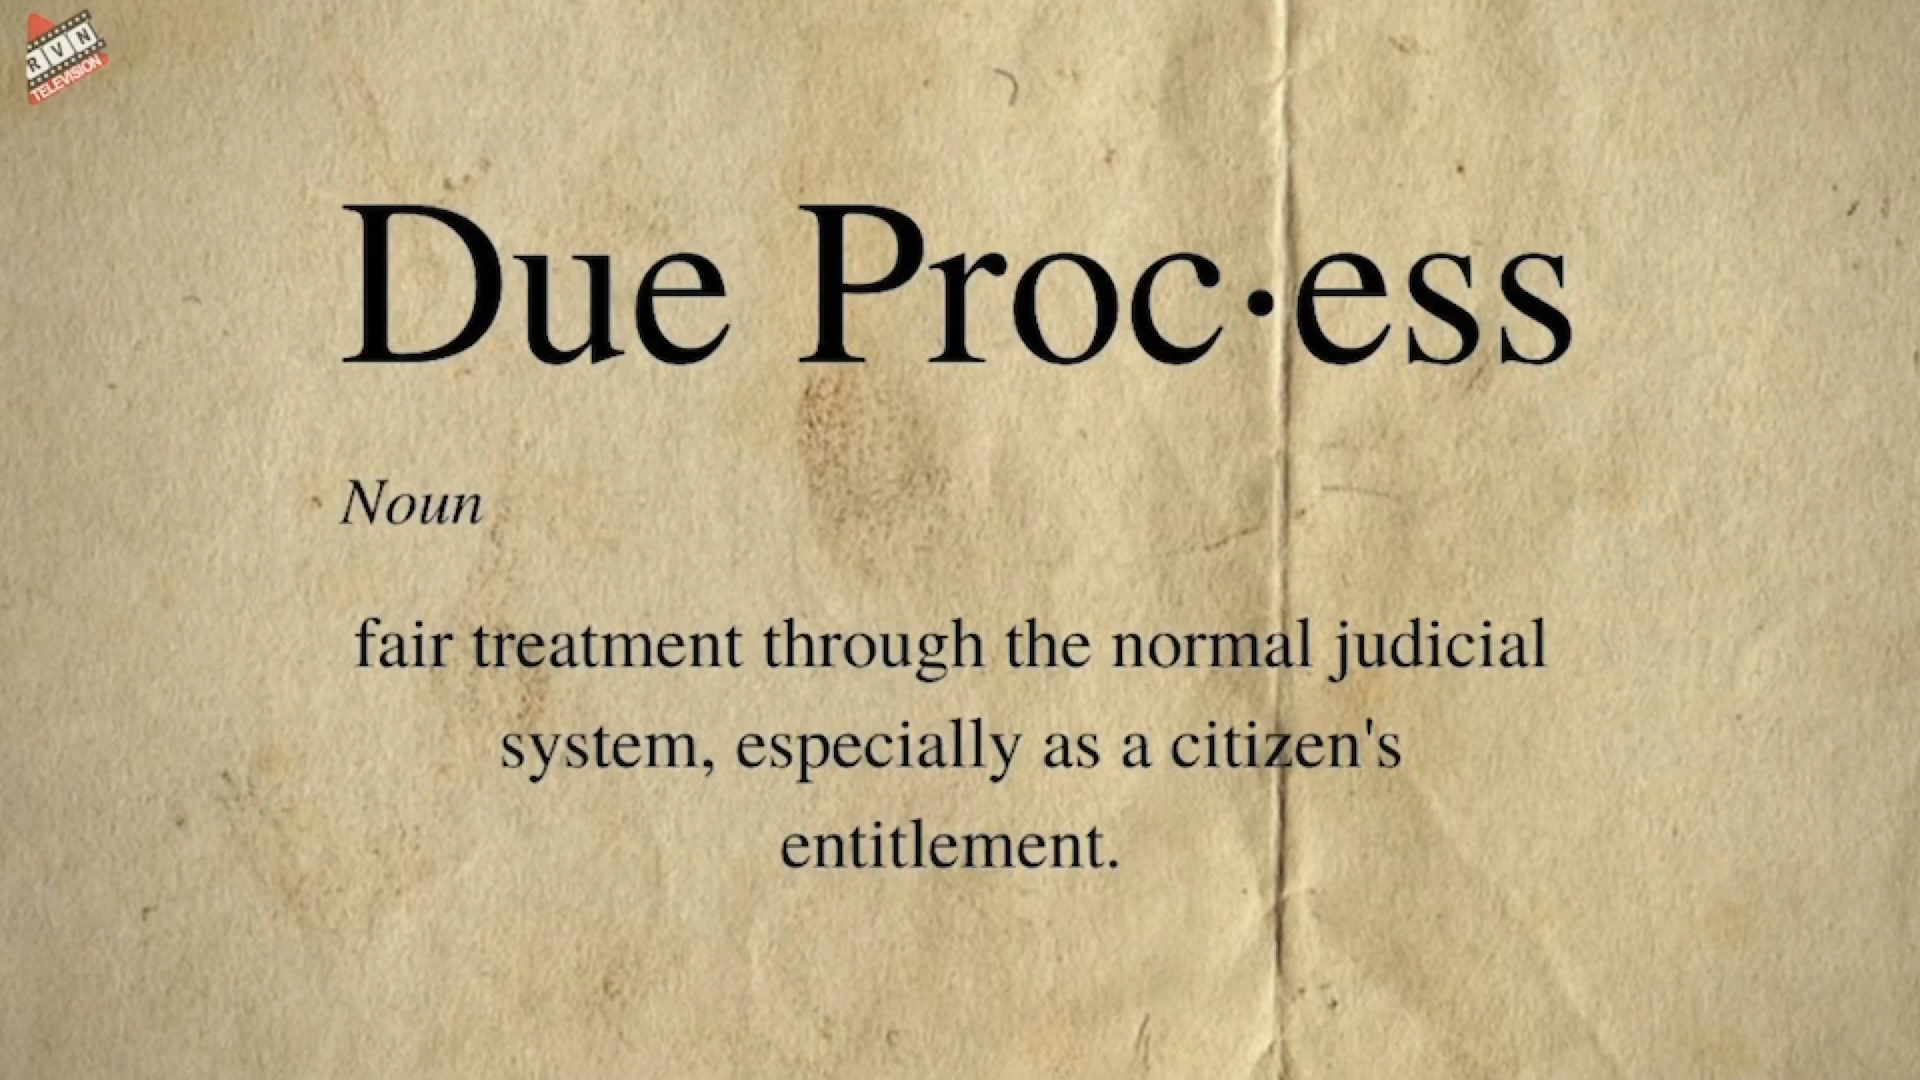 RVN
TELEVISION
Due Proc·ess
Noun
fair treatment through the normal judicial
system, especially as a citizen's
entitlement.